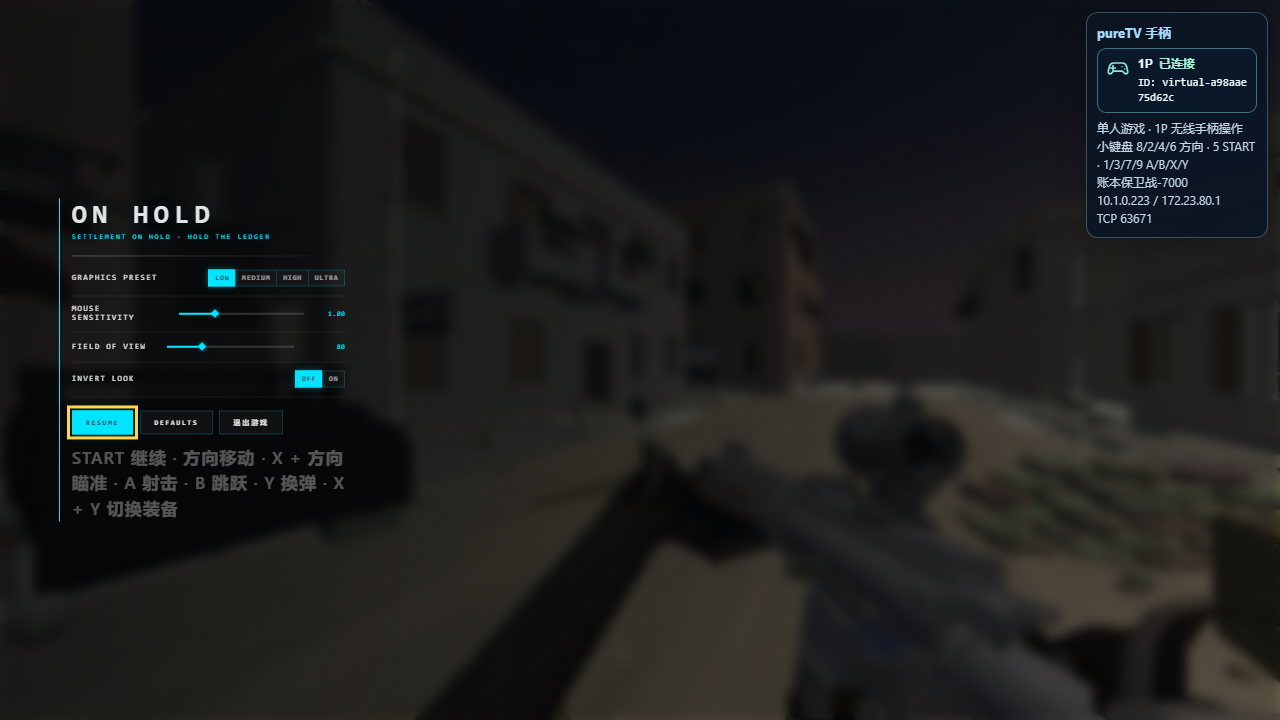 ON HOLD
SETTLEMENT ON HOLD · HOLD THE LEDGER
GRAPHICS PRESET LOW MEDIUM HIGH ULTRA
MOUSE
SENSITIVITY 1.00
FIELD OF VIEW 80
INVERT LOOK OFF ON
RESUME DEFAULTS 退出游戏
START 继续 · 方向移动 · X + 方向
瞄准 · A 射击 · B 跳跃 · Y 换弹 · X
+ Y 切换装备
pureTV 手柄
1P 已连接
ID: virtual-a98aae
75d62c
单人游戏 · 1P 无线手柄操作
小键盘 8/2/4/6 方向 · 5 START
· 1/3/7/9 A/B/X/Y
账本保卫战-7000
10.1.0.223 / 172.23.80.1
TCP 63671